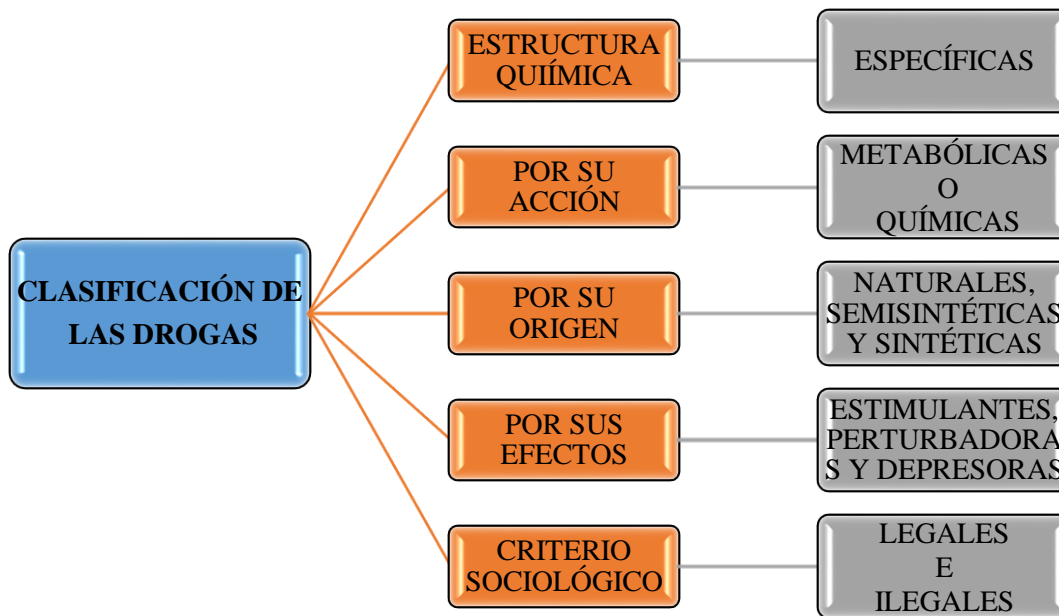 ESTRUCTURA
QUIÍMICA
ESPECÍFICAS
POR SU
ACCIÓN
METABÓLICAS
O
QUÍMICAS
CLASIFICACIÓN DE
LAS DROGAS
POR SU
ORIGEN
NATURALES,
SEMISINTÉTICAS
Y SINTÉTICAS
POR SUS
EFECTOS
ESTIMULANTES,
PERTURBADORA
S Y DEPRESORAS
CRITERIO
SOCIOLÓGICO
LEGALES
E
ILEGALES